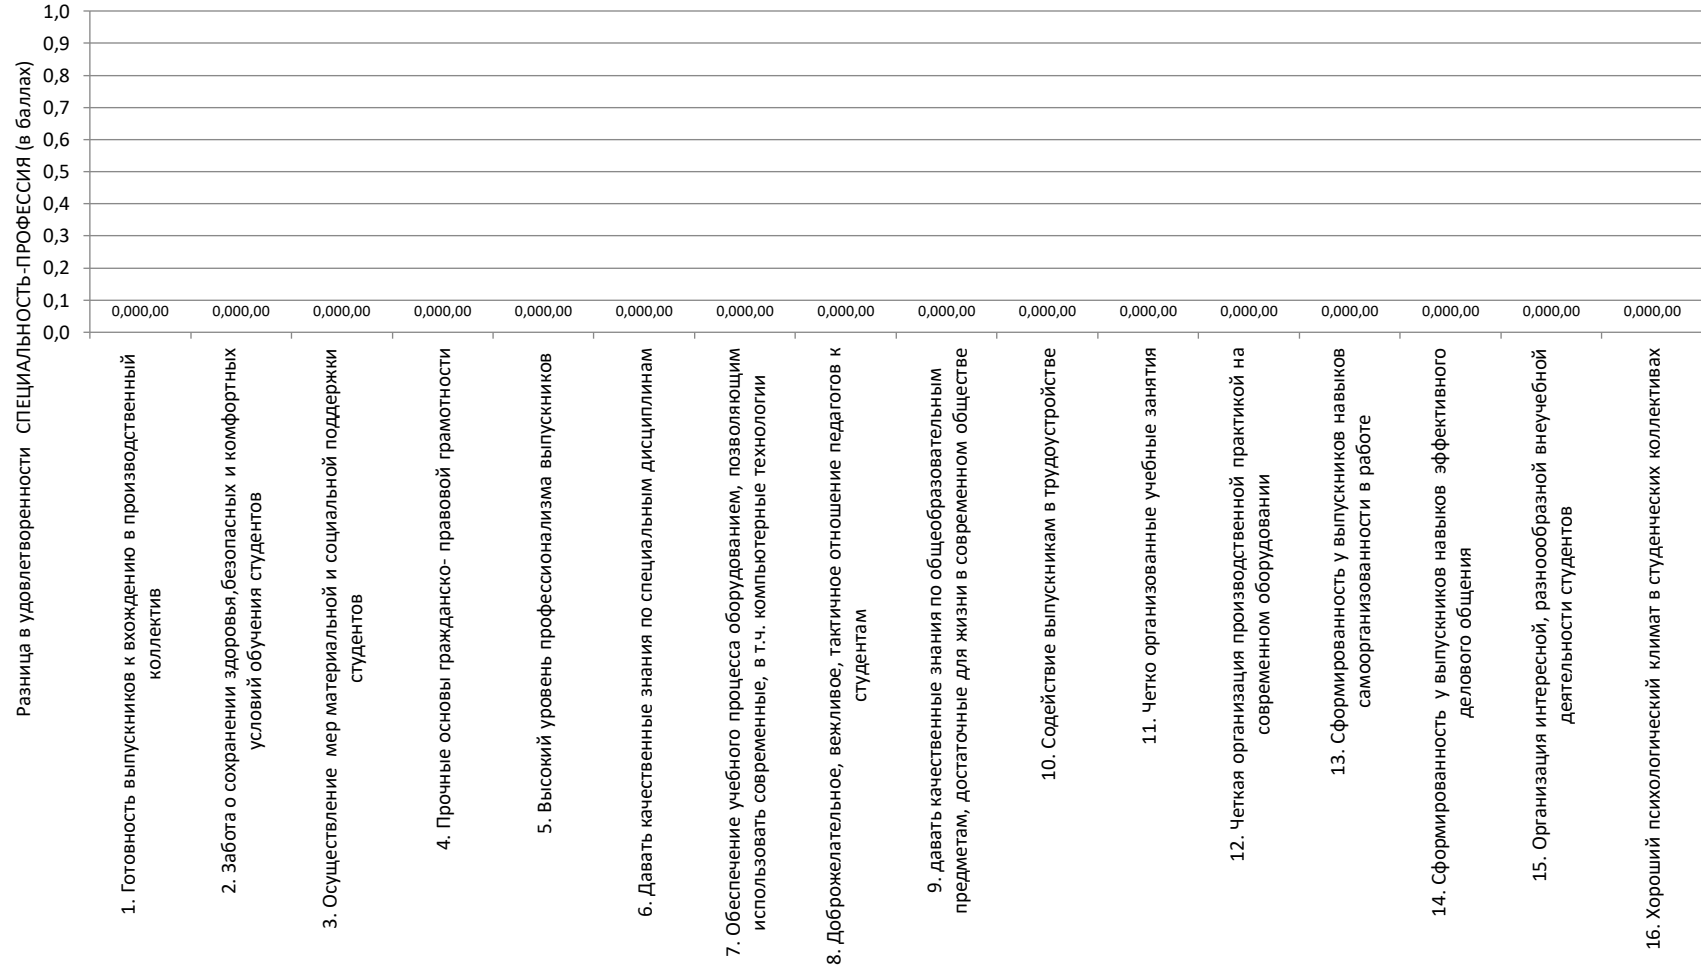 Разница в удовлетворенности СПЕЦИАЛЬНОСТЬ-ПРОФЕССИЯ (в баллах)
1,0
0,9
0,8
0,7
0,6
0,5
0,4
0,3
0,2
0,1
0,0
0,000,00 0,000,00 0,000,00 0,000,00 0,000,00 0,000,00 0,000,00 0,000,00 0,000,00 0,000,00 0,000,00 0,000,00 0,000,00 0,000,00 0,000,00 0,000,00
1. Готовность выпускников к вхождению в производственный
коллектив
2. Забота о сохранении здоровья,безопасных и комфортных
условий обучения студентов
3. Осуществление мер материальной и социальной поддержки
студентов
4. Прочные основы гражданско- правовой грамотности
5. Высокий уровень профессионализма выпускников
6. Давать качественные знания по специальным дисциплинам
7. Обеспечение учебного процесса оборудованием, позволяющим
использовать современные, в т.ч. компьютерные технологии
8. Доброжелательное, вежливое, тактичное отношение педагогов к
студентам
9. давать качественные знания по общеобразовательным
предметам, достаточные для жизни в современном обществе
10. Содействие выпускникам в трудоустройстве
11. Четко организованные учебные занятия
12. Четкая организация производственной практикой на
современном оборудовании
13. Сформированность у выпускников навыков
самоорганизованности в работе
14. Сформированность у выпускников навыков эффективного
делового общения
15. Организация интересной, разноообразной внеучебной
деятельности студентов
16. Хороший психологический климат в студенческих коллективах